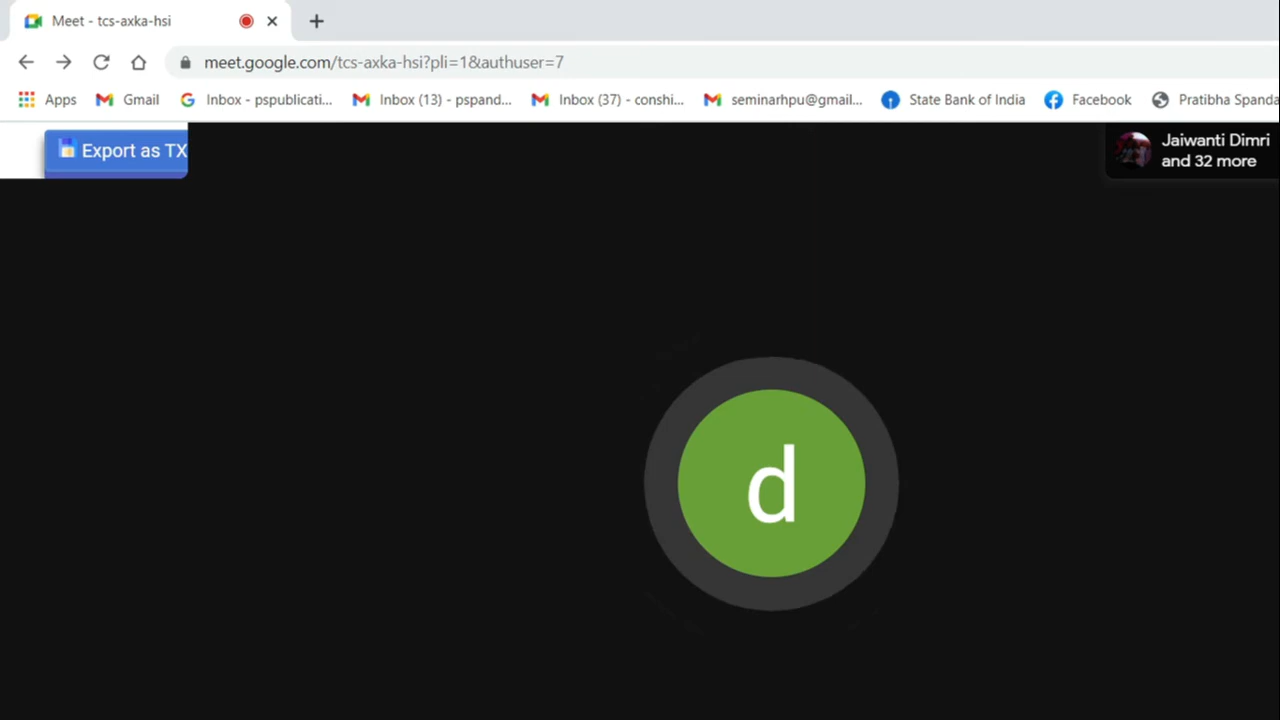 Meet - tcs-axka-hsi
meet.google.com/tcs-axka-hsi?pli=1&authuser=7
Apps Gmail Inbox - pspublicati... Inbox (13) - pspand... Inbox (37) - conshi... seminarhpu@gmail... State Bank of India Facebook Pratibha Spanda
Export as TX
Jaiwanti Dimri
and 32 more
d